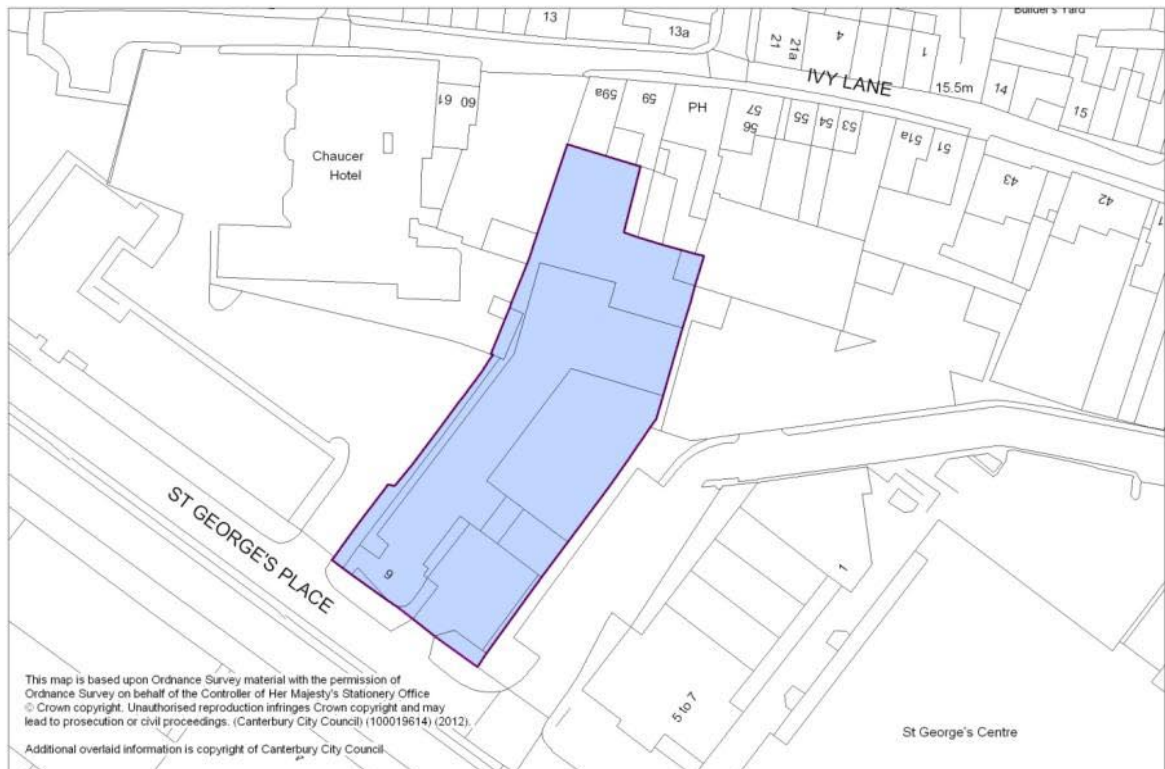 13
13a
Builder's Yard
21
21a
4
1
IVY LANE
15.5m
14
15
61
60
59a
59
PH
57
56
55
54
53
51a
51
43
42
Chaucer
Hotel
ST GEORGE'S PLACE
9
1
5 to 7
St George's Centre
This map is based upon Ordnance Survey material with the permission of
Ordnance Survey on behalf of the Controller of Her Majesty's Stationery Office
© Crown copyright. Unauthorised reproduction infringes Crown copyright and may
lead to prosecution or civil proceedings. (Canterbury City Council) (100019614) (2012).
Additional overlaid information is copyright of Canterbury City Council